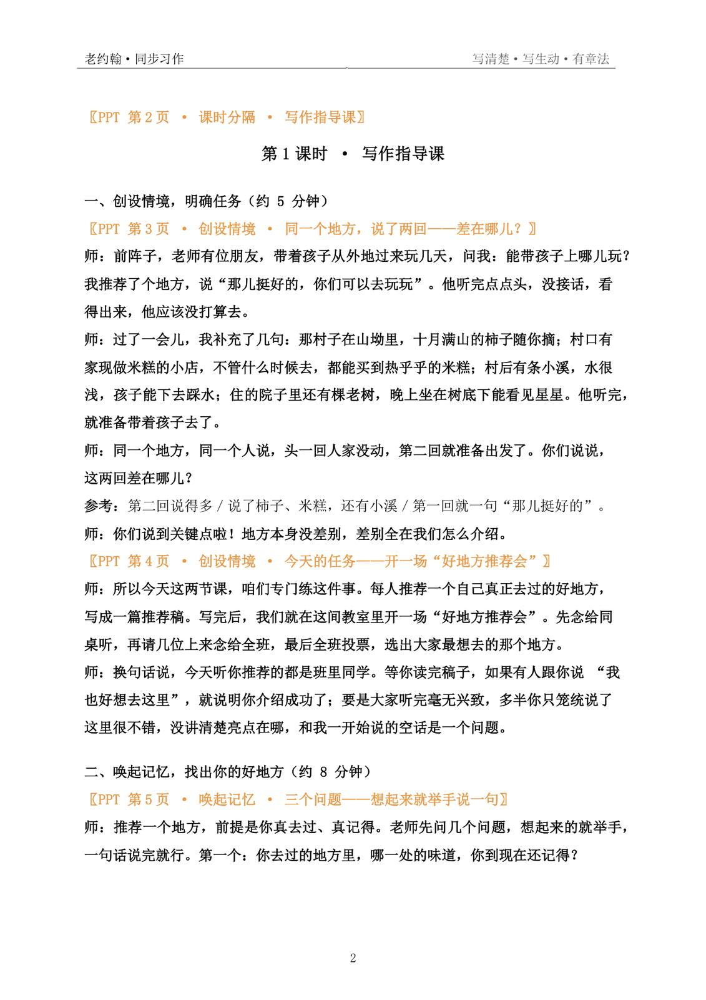 老约翰·同步习作
写清楚·写生动·有章法
〖PPT 第2页 · 课时分隔 · 写作指导课〗
第1课时 · 写作指导课
一、创设情境，明确任务（约 5 分钟）
〖PPT 第3页 · 创设情境 · 同一个地方，说了两回——差在哪儿？〗
师：前阵子，老师有位朋友，带着孩子从外地过来玩几天，问我：能带孩子上哪儿玩？
我推荐了个地方，说“那儿挺好的，你们可以去玩玩”。他听完点点头，没接话，看
得出来，他应该没打算去。
师：过了一会儿，我补充了几句：那村子在山坳里，十月满山的柿子随你摘；村口有
家现做米糕的小店，不管什么时候去，都能买到热乎乎的米糕；村后有条小溪，水很
浅，孩子能下去踩水；住的院子里还有棵老树，晚上坐在树底下能看见星星。他听完，
就准备带着孩子去了。
师：同一个地方，同一个人说，头一回人家没动，第二回就准备出发了。你们说说，
这两回差在哪儿？
参考：第二回说得多／说了柿子、米糕，还有小溪／第一回就一句“那儿挺好的”。
师：你们说到关键点啦！地方本身没差别，差别全在我们怎么介绍。
〖PPT 第4页 · 创设情境 · 今天的任务——开一场“好地方推荐会”〗
师：所以今天这两节课，咱们专门练这件事。每人推荐一个自己真正去过的好地方，
写成一篇推荐稿。写完后，我们就在这间教室里开一场“好地方推荐会”。先念给同
桌听，再请几位上来念给全班，最后全班投票，选出大家最想去的那个地方。
师：换句话说，今天听你推荐的都是班里同学。等你读完稿子，如果有人跟你说 “我
也好想去这里”，就说明你介绍成功了；要是大家听完毫无兴致，多半你只笼统说了
这里很不错，没讲清楚亮点在哪，和我一开始说的空话是一个问题。
二、唤起记忆，找出你的好地方（约 8 分钟）
〖PPT 第5页 · 唤起记忆 · 三个问题——想起来就举手说一句〗
师：推荐一个地方，前提是你真去过、真记得。老师先问几个问题，想起来的就举手，
一句话说完就行。第一个：你去过的地方里，哪一处的味道，你到现在还记得？
2